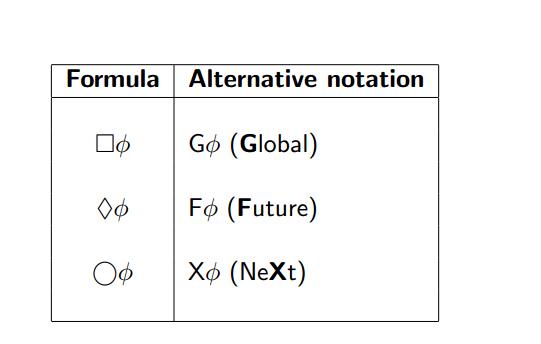 Formula Alternative notation
□ϕ Gϕ (Global)
◇ϕ Fϕ (Future)
○ϕ Xϕ (NeXt)